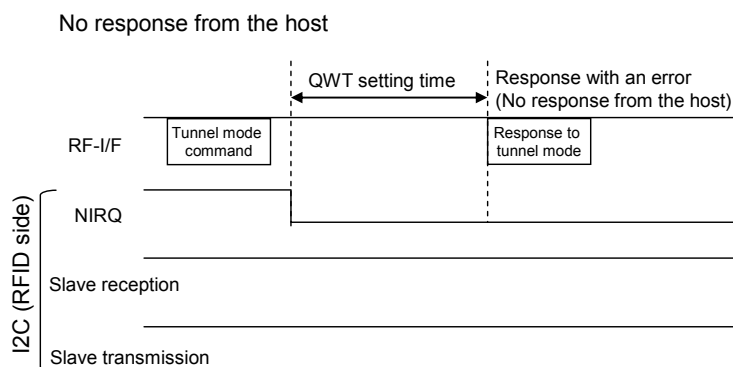 No response from the host
QWT setting time
Response with an error
(No response from the host)
RF-I/F
Tunnel mode
command
Response to
tunnel mode
I2C (RFID side)
NIRQ
Slave reception
Slave transmission